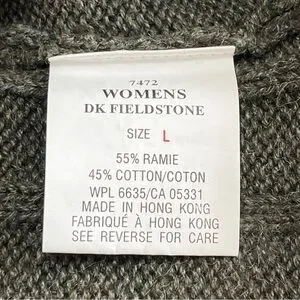 7472
WOMENS
DK FIELDSTONE
SIZE L
55% RAMIE
45% COTTON/COTON
WPL 6635/CA 05331
MADE IN HONG KONG
FABRIQUÉ À HONG KONG
SEE REVERSE FOR CARE